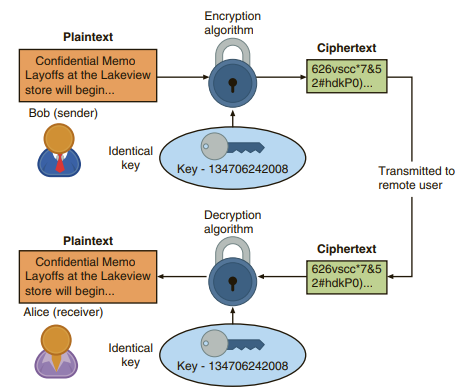 Encryption
algorithm
Plaintext
Ciphertext
Confidential Memo
Layoffs at the Lakeview
store will begin...
626vscc*7&5
2#hdkP0)...
Bob (sender)
Identical
key
Key - 134706242008
Transmitted to
remote user
Decryption
algorithm
Plaintext
Ciphertext
Confidential Memo
Layoffs at the Lakeview
store will begin...
626vscc*7&5
2#hdkP0)...
Alice (receiver)
Identical
key
Key - 134706242008